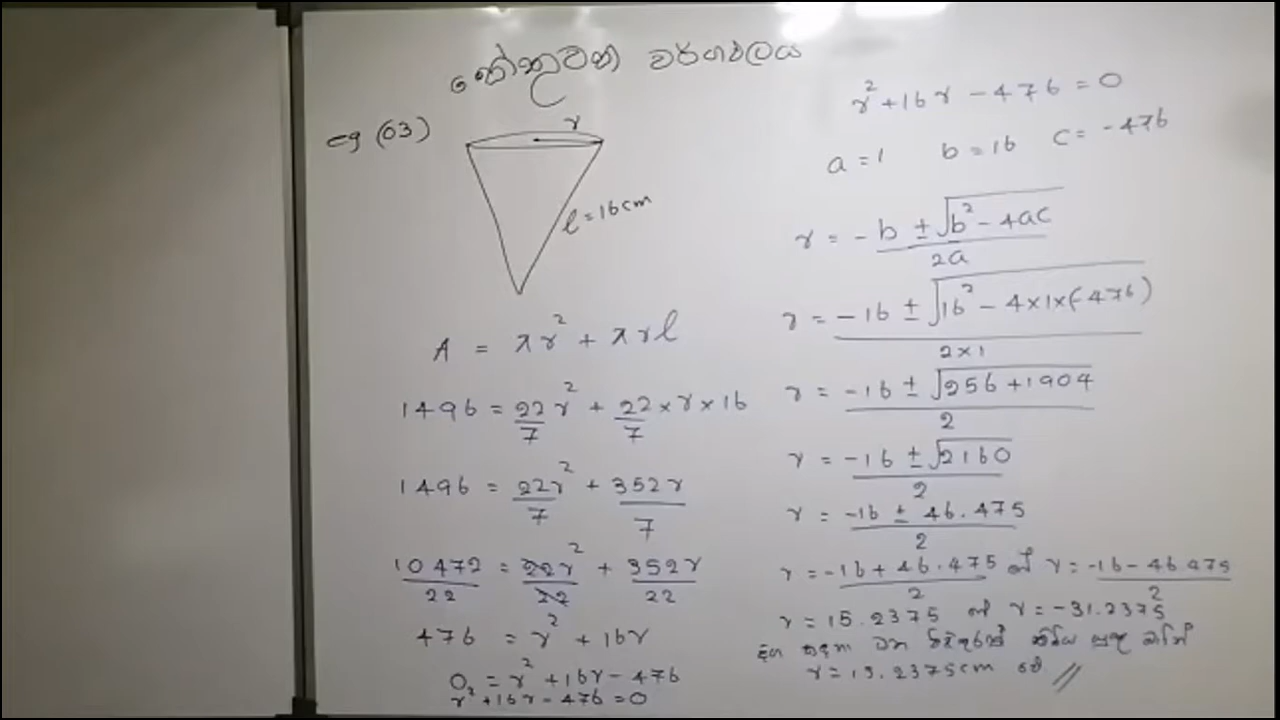 කේතුවක වර්ගඵලය
eg (03)
r
l = 16cm
A = πr² + πrl
1496 = 22/7 r² + 22/7 × r × 16
1496 = 22r²/7 + 352r/7
10472/22 = 22r²/22 + 352r/22
476 = r² + 16r
0 = r² + 16r - 476
r² + 16r - 476 = 0
r² + 16r - 476 = 0
a = 1 b = 16 c = -476
r = -b ± √b² - 4ac / 2a
r = -16 ± √16² - 4×1×(-476) / 2×1
r = -16 ± √256 + 1904 / 2
r = -16 ± √2160 / 2
r = -16 ± 46.475 / 2
r = -16 + 46.475 / 2 හෝ r = -16 - 46.475 / 2
r = 15.2375 හෝ r = -31.2375
දිග සඳහා විය යුතු බැවින්
r = 15.2375cm වේ //